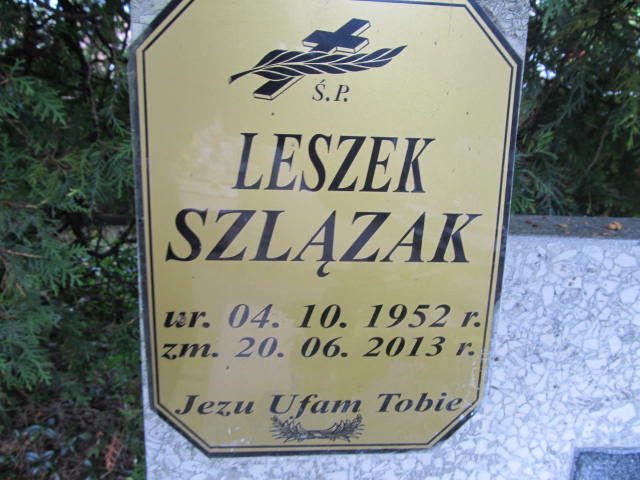 Ś.P.
LESZEK
SZLĄZAK
ur. 04. 10. 1952 r.
zm. 20. 06. 2013 r.
Jezu Ufam Tobie